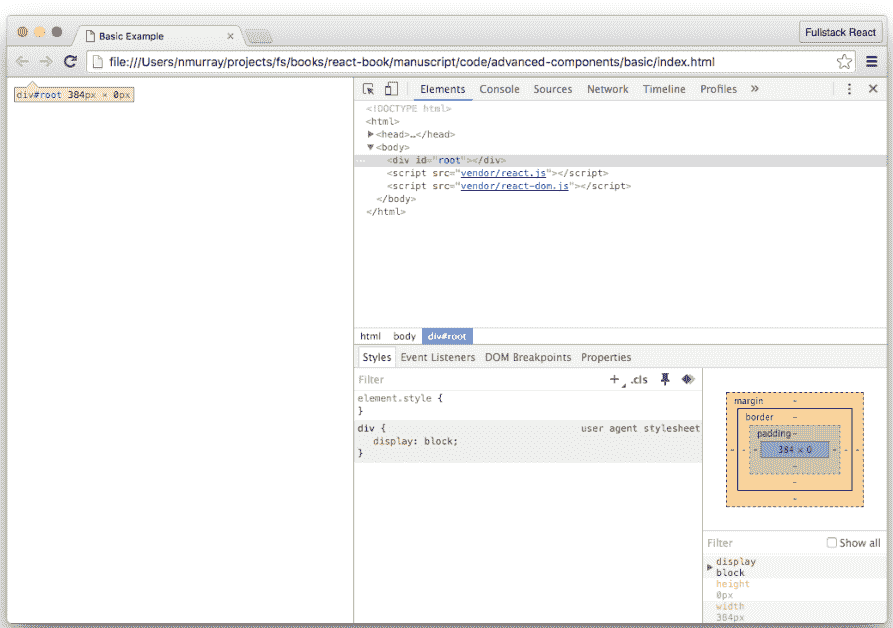 Basic Example
Fullstack React
file:///Users/nmurray/projects/fs/books/react-book/manuscript/code/advanced-components/basic/index.html
div#root 384px × 0px
Elements Console Sources Network Timeline Profiles »
<!DOCTYPE html>
<html>
▶<head>…</head>
▼<body>
<div id="root"></div>
<script src="vendor/react.js"></script>
<script src="vendor/react-dom.js"></script>
</body>
</html>
html body div#root
Styles Event Listeners DOM Breakpoints Properties
Filter + .cls
element.style {
}
div { user agent stylesheet
display: block;
}
margin -
border -
padding -
- - - 384 × 0 - - -
-
-
-
Filter Show all
display
block
height
0px
width
384px